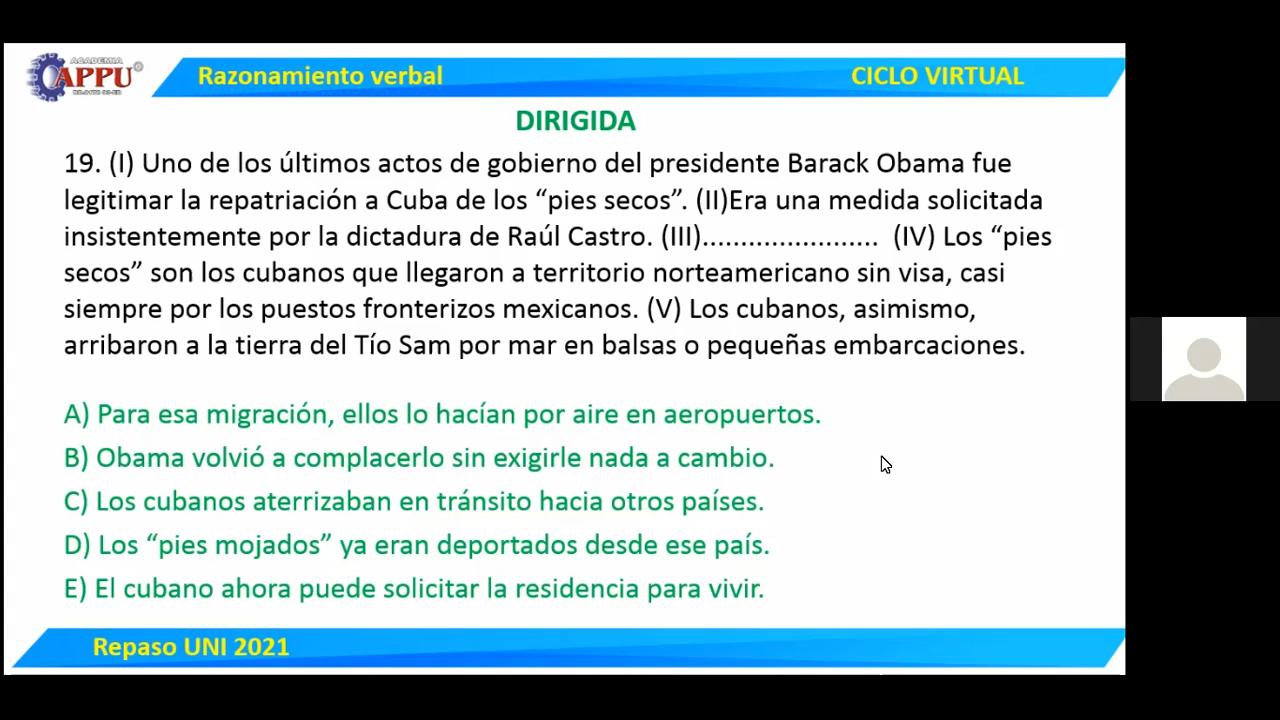 ACADEMIA
APPU
Razonamiento verbal
CICLO VIRTUAL
DIRIGIDA
19. (I) Uno de los últimos actos de gobierno del presidente Barack Obama fue
legitimar la repatriación a Cuba de los “pies secos”. (II)Era una medida solicitada
insistentemente por la dictadura de Raúl Castro. (III)....................... (IV) Los “pies
secos” son los cubanos que llegaron a territorio norteamericano sin visa, casi
siempre por los puestos fronterizos mexicanos. (V) Los cubanos, asimismo,
arribaron a la tierra del Tío Sam por mar en balsas o pequeñas embarcaciones.
A) Para esa migración, ellos lo hacían por aire en aeropuertos.
B) Obama volvió a complacerlo sin exigirle nada a cambio.
C) Los cubanos aterrizaban en tránsito hacia otros países.
D) Los “pies mojados” ya eran deportados desde ese país.
E) El cubano ahora puede solicitar la residencia para vivir.
Repaso UNI 2021